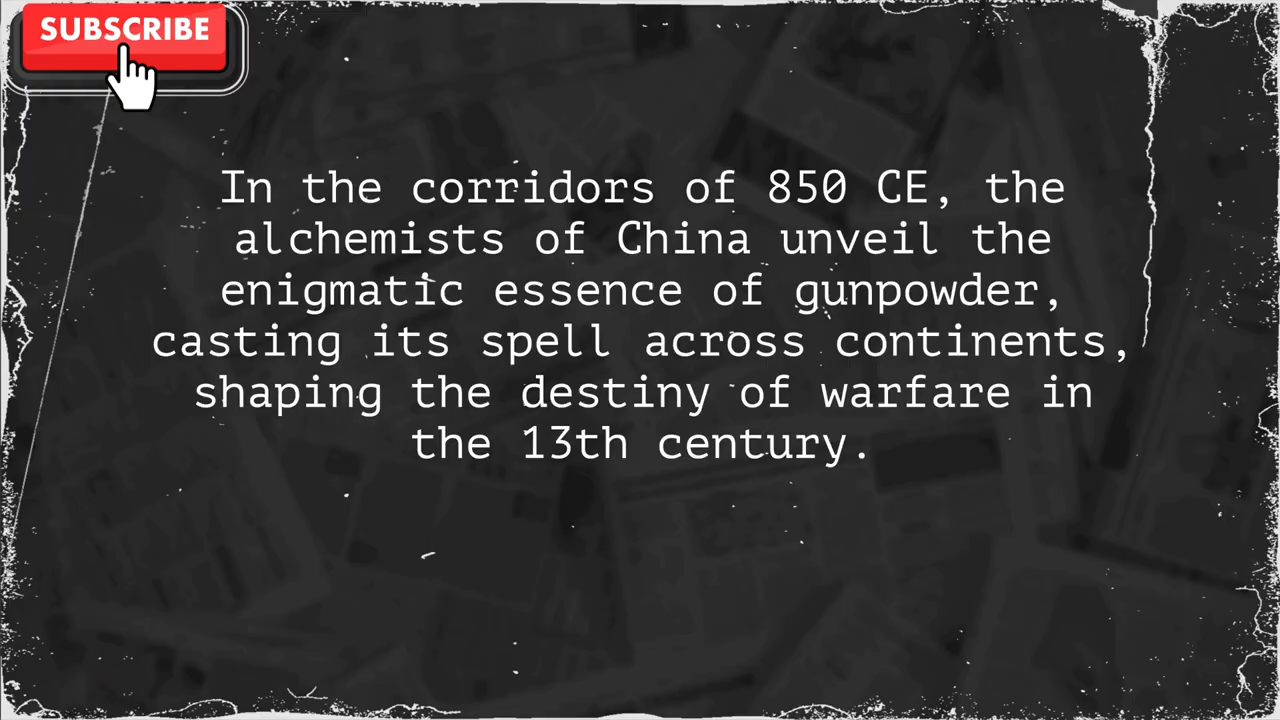 SUBSCRIBE
In the corridors of 850 CE, the
alchemists of China unveil the
enigmatic essence of gunpowder,
casting its spell across continents,
shaping the destiny of warfare in
the 13th century.